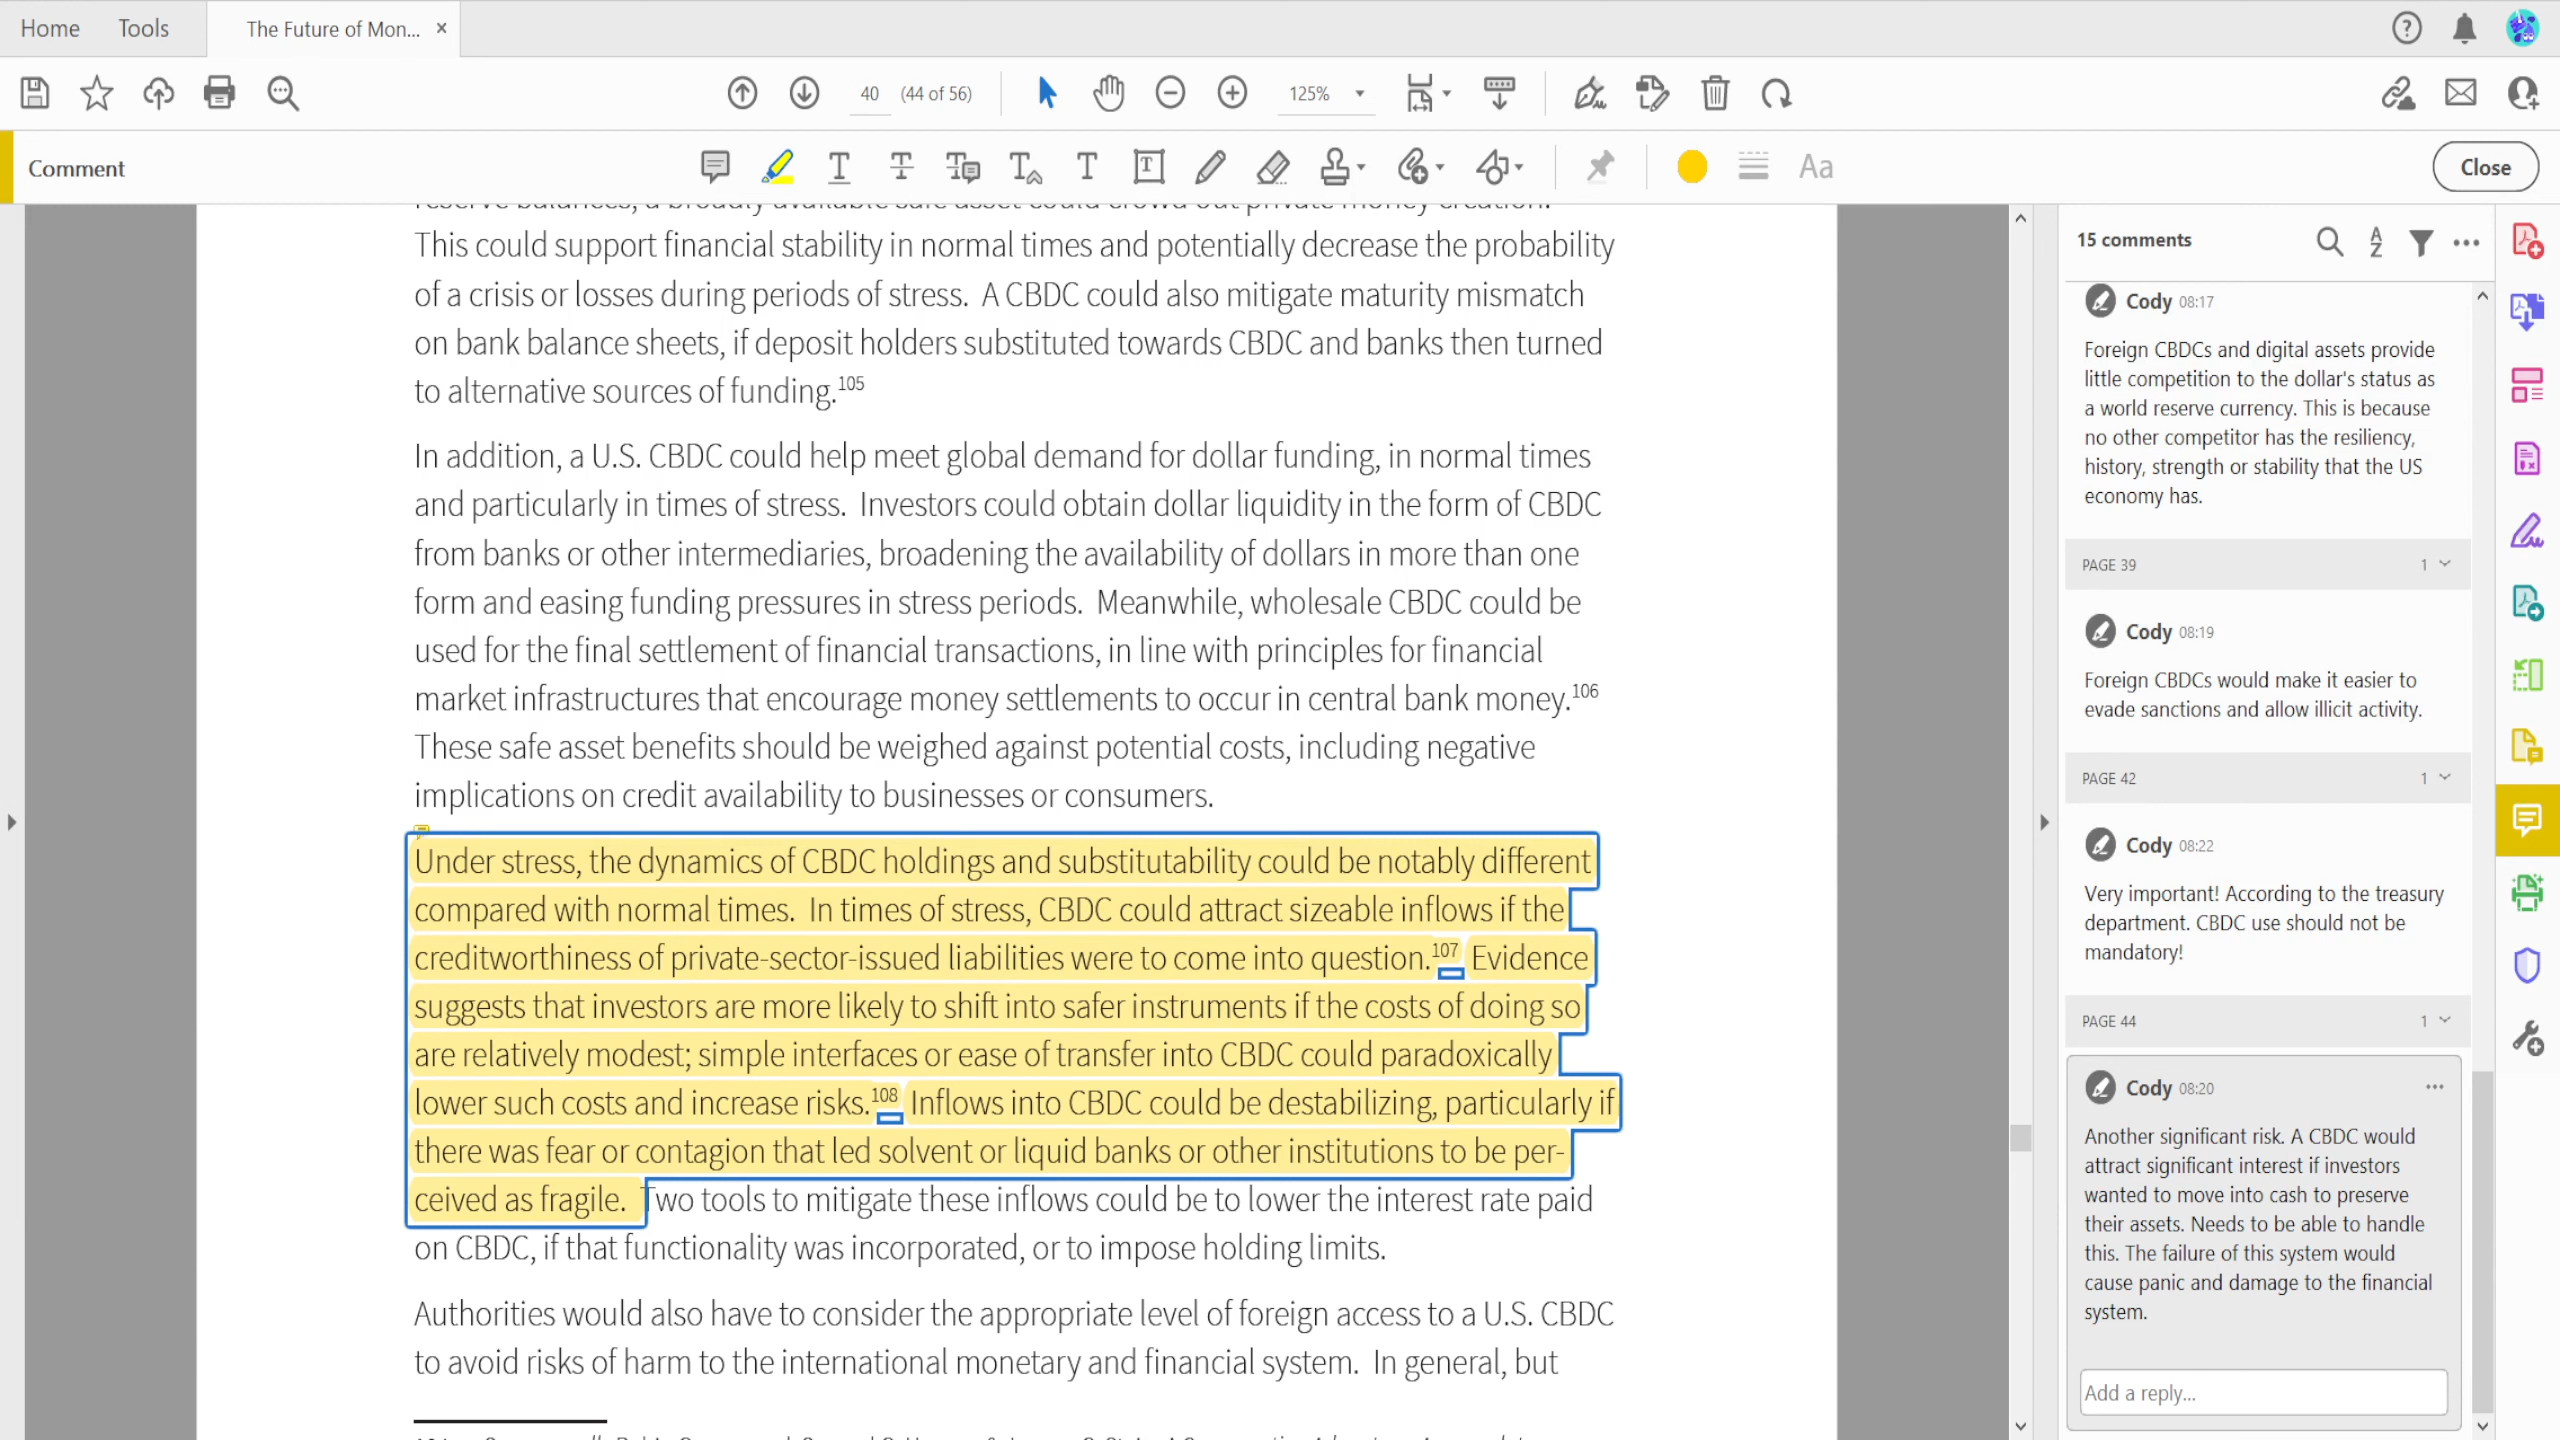 Home
Tools
The Future of Mon... ×
40 (44 of 56)
125%
Comment
Aa
Close
reserve balances, a broadly available safe asset could crowd out private money creation.
This could support financial stability in normal times and potentially decrease the probability
of a crisis or losses during periods of stress.  A CBDC could also mitigate maturity mismatch
on bank balance sheets, if deposit holders substituted towards CBDC and banks then turned
to alternative sources of funding.105
In addition, a U.S. CBDC could help meet global demand for dollar funding, in normal times
and particularly in times of stress.  Investors could obtain dollar liquidity in the form of CBDC
from banks or other intermediaries, broadening the availability of dollars in more than one
form and easing funding pressures in stress periods.  Meanwhile, wholesale CBDC could be
used for the final settlement of financial transactions, in line with principles for financial
market infrastructures that encourage money settlements to occur in central bank money.106
These safe asset benefits should be weighed against potential costs, including negative
implications on credit availability to businesses or consumers.
Under stress, the dynamics of CBDC holdings and substitutability could be notably different
compared with normal times.  In times of stress, CBDC could attract sizeable inflows if the
creditworthiness of private-sector-issued liabilities were to come into question.107 Evidence
suggests that investors are more likely to shift into safer instruments if the costs of doing so
are relatively modest; simple interfaces or ease of transfer into CBDC could paradoxically
lower such costs and increase risks.108 Inflows into CBDC could be destabilizing, particularly if
there was fear or contagion that led solvent or liquid banks or other institutions to be per-
ceived as fragile.  Two tools to mitigate these inflows could be to lower the interest rate paid
on CBDC, if that functionality was incorporated, or to impose holding limits.
Authorities would also have to consider the appropriate level of foreign access to a U.S. CBDC
to avoid risks of harm to the international monetary and financial system.  In general, but
15 comments
Cody 08:17
Foreign CBDCs and digital assets provide
little competition to the dollar's status as
a world reserve currency. This is because
no other competitor has the resiliency,
history, strength or stability that the US
economy has.
PAGE 39 1
Cody 08:19
Foreign CBDCs would make it easier to
evade sanctions and allow illicit activity.
PAGE 42 1
Cody 08:22
Very important! According to the treasury
department. CBDC use should not be
mandatory!
PAGE 44 1
Cody 08:20
Another significant risk. A CBDC would
attract significant interest if investors
wanted to move into cash to preserve
their assets. Needs to be able to handle
this. The failure of this system would
cause panic and damage to the financial
system.
Add a reply...